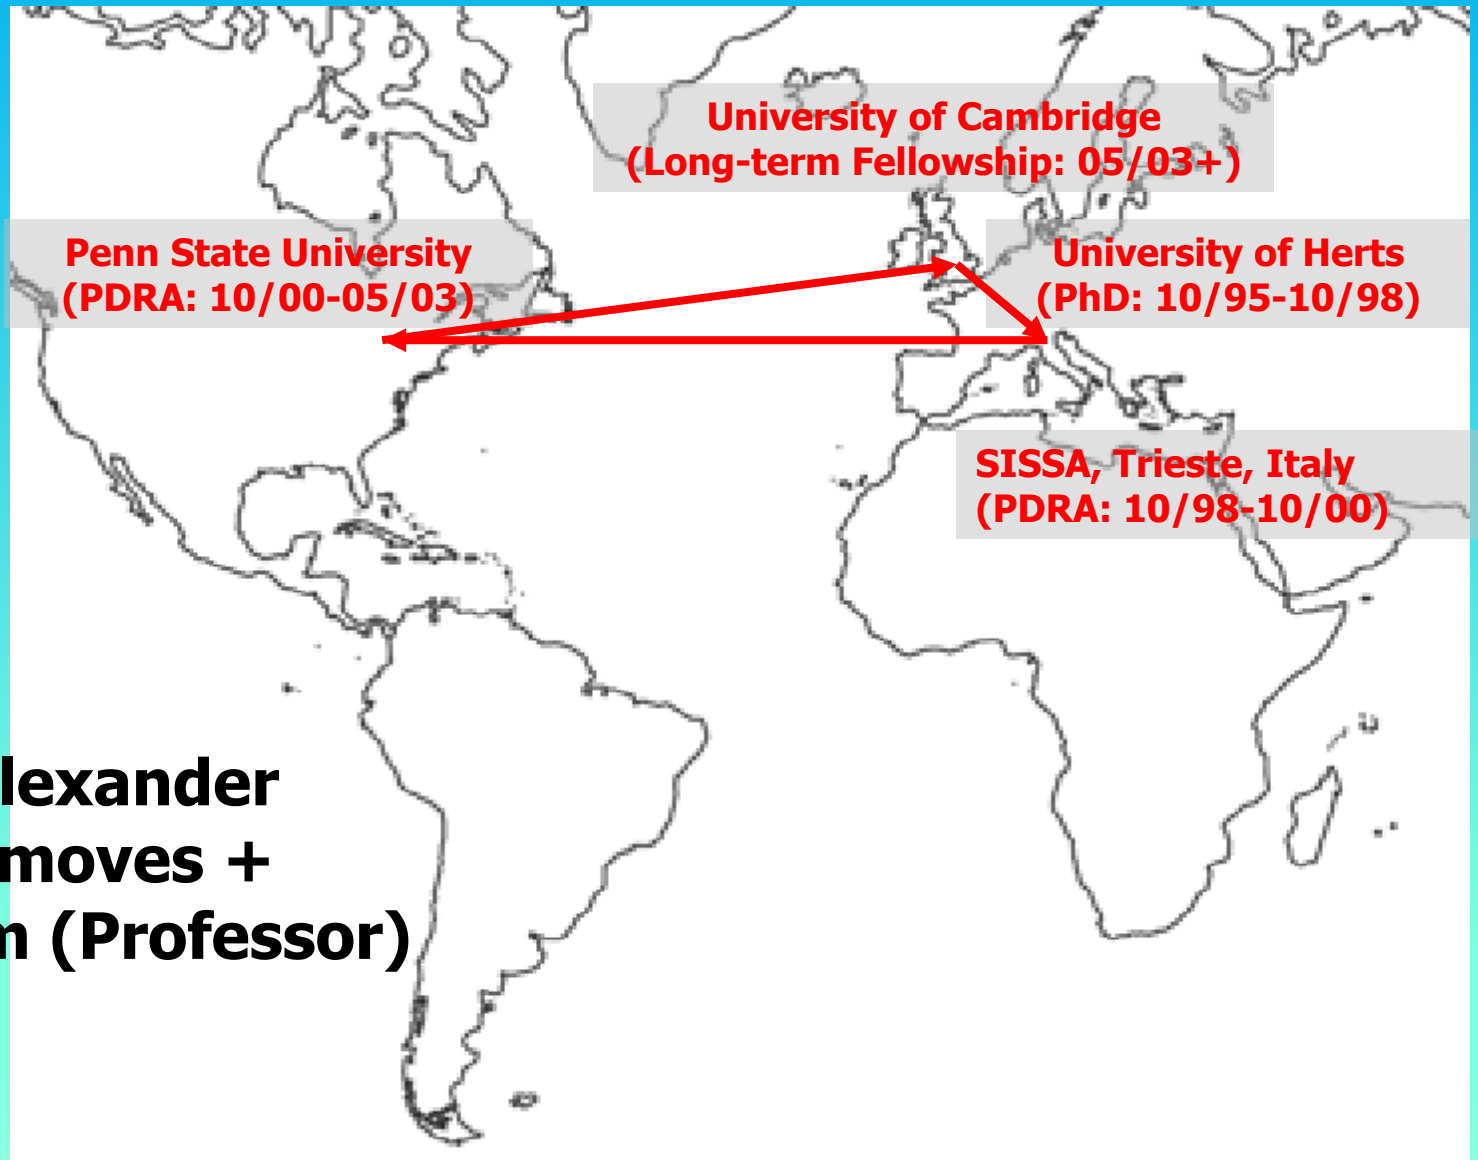 University of Cambridge
(Long-term Fellowship: 05/03+)
Penn State University
(PDRA: 10/00-05/03)
University of Herts
(PhD: 10/95-10/98)
SISSA, Trieste, Italy
(PDRA: 10/98-10/00)
lexander
moves +
(Professor)